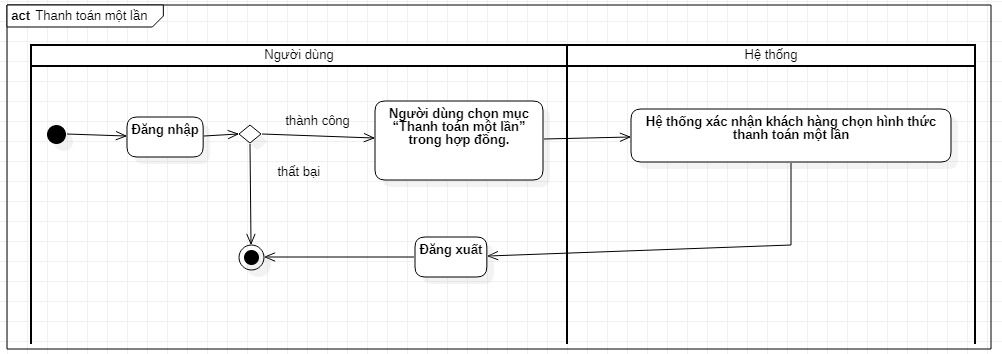 act Thanh toán một lần
Người dùng
Hệ thống
Đăng nhập
thành công
Người dùng chọn mục
“Thanh toán một lần”
trong hợp đồng.
Hệ thống xác nhận khách hàng chọn hình thức
thanh toán một lần
thất bại
Đăng xuất